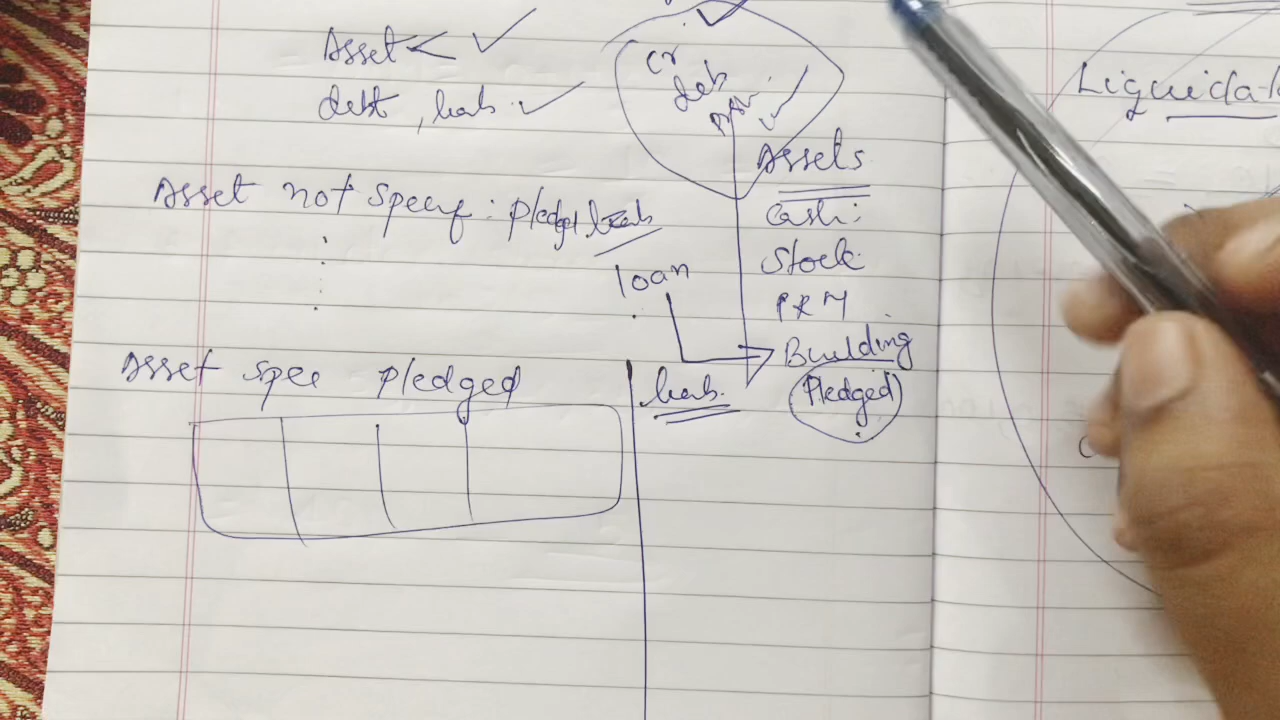 Asset <
debt, liab.
cr
deb
Assets
Asset not specif: pledged liab
Cash:
Stock
loan
P&M
Building
Asset spec pledged
liab.
Pledged
Liquidat